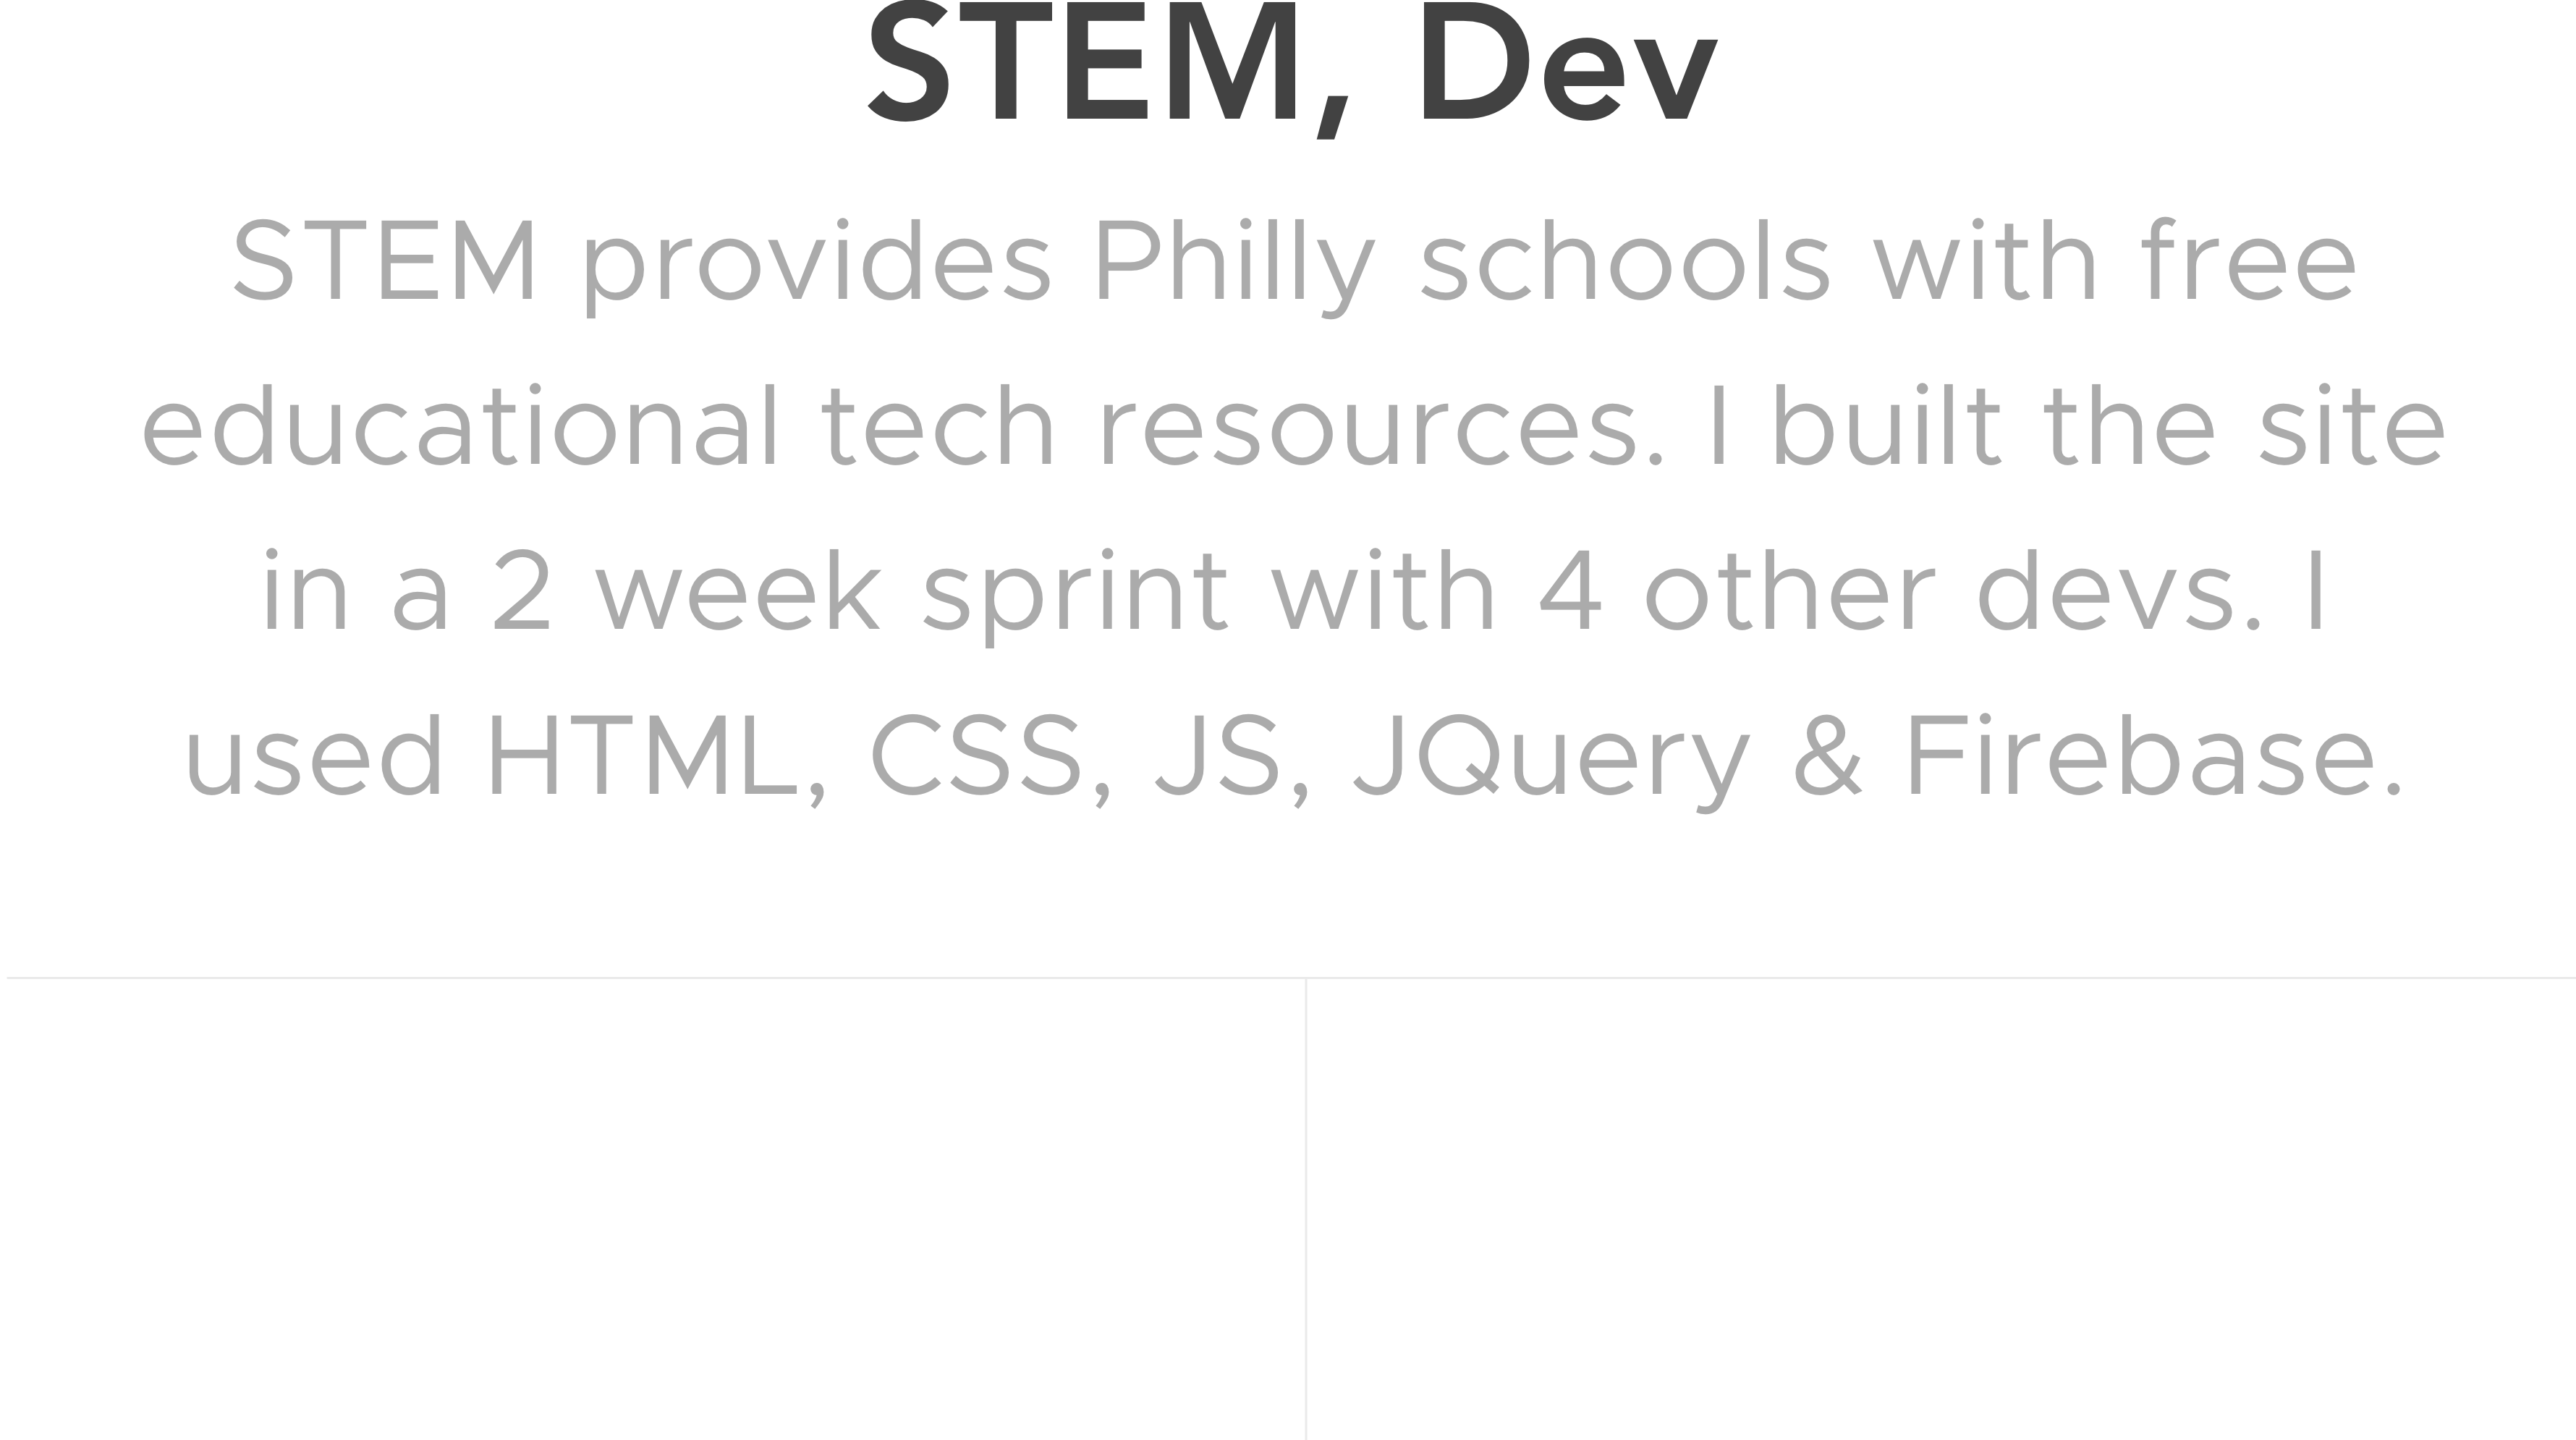 STEM, Dev
STEM provides Philly schools with free
educational tech resources. I built the site
in a 2 week sprint with 4 other devs. I
used HTML, CSS, JS, JQuery & Firebase.